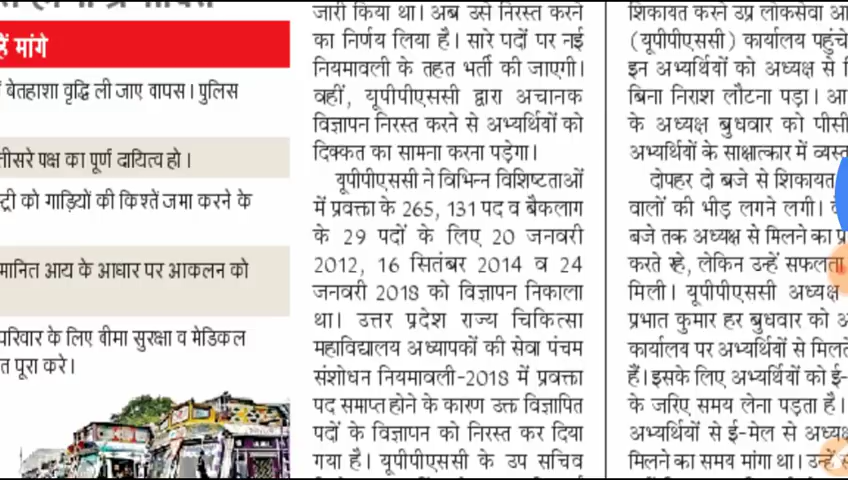 हैं मांगे
बेतहाशा वृद्धि ली जाए वापस। पुलिस
तीसरे पक्ष का पूर्ण दायित्व हो।
को गाड़ियों की किश्तें जमा करने के
आय के आधार पर आकलन को
परिवार के लिए बीमा सुरक्षा व मेडिकल
पूरा करे।
जारी किया था। अब उसे निरस्त करने
का निर्णय लिया है। सारे पदों पर नई
नियमावली के तहत भर्ती की जाएगी।
वहीं, यूपीपीएससी द्वारा अचानक
विज्ञापन निरस्त करने से अभ्यर्थियों को
दिक्कत का सामना करना पड़ेगा।
यूपीपीएससी ने विभिन्न विशिष्टताओं
में प्रवक्ता के 265, 131 पद व बैकलाग
के 29 पदों के लिए 20 जनवरी
2012, 16 सितंबर 2014 व 24
जनवरी 2018 को विज्ञापन निकाला
था। उत्तर प्रदेश राज्य चिकित्सा
महाविद्यालय अध्यापकों की सेवा पंचम
संशोधन नियमावली-2018 में प्रवक्ता
पद समाप्त होने के कारण उक्त विज्ञापित
पदों के विज्ञापन को निरस्त कर दिया
गया है। यूपीपीएससी के उप सचिव
शिकायत करने उप्र लोकसेवा आ
(यूपीपीएससी) कार्यालय पहुंचे
इन अभ्यर्थियों को अध्यक्ष से
बिना निराश लौटना पड़ा। आ
के अध्यक्ष बुधवार को पीसी
अभ्यर्थियों के साक्षात्कार में व्यस्त
दोपहर दो बजे से शिकायत
वालों की भीड़ लगने लगी।
बजे तक अध्यक्ष से मिलने का
करते रहे, लेकिन उन्हें सफलता
मिली। यूपीपीएससी अध्यक्ष
प्रभात कुमार हर बुधवार को
कार्यालय पर अभ्यर्थियों से मिलते
हैं। इसके लिए अभ्यर्थियों को ई-
के जरिए समय लेना पड़ता है।
अभ्यर्थियों से ई-मेल से अध्यक्ष
मिलने का समय मांगा था। उन्हें